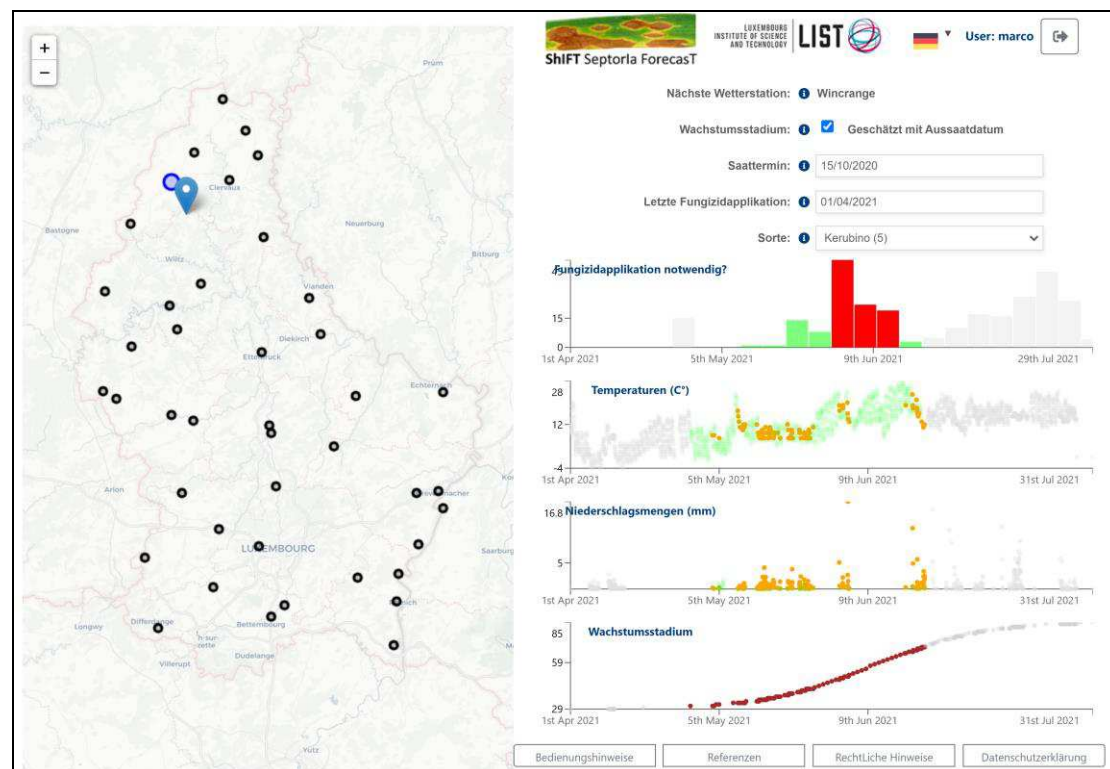 +
−
Prüm
Clervaux
Neuerburg
Bastogne
Bitburg
Wiltz
Vianden
Diekirch
Ettelbruck
Echternach
Arlon
LUXEMBOURG
Saarburg
Longwy
Differdange
Bettembourg
Villerupt
Dudelange
Yütz
ShIFT SeptorIa ForecasT
LUXEMBOURG
INSTITUTE OF SCIENCE
AND TECHNOLOGY
LIST
User: marco
Nächste Wetterstation: Wincrange
Wachstumsstadium: Geschätzt mit Aussaatdatum
Saattermin: 15/10/2020
Letzte Fungizidapplikation: 01/04/2021
Sorte: Kerubino (5)
Fungizidapplikation notwendig?
15
0
1st Apr 2021 5th May 2021 9th Jun 2021 29th Jul 2021
Temperaturen (C°)
28
12
-4
1st Apr 2021 5th May 2021 9th Jun 2021 31st Jul 2021
Niederschlagsmengen (mm)
16.8
5
1st Apr 2021 5th May 2021 9th Jun 2021 31st Jul 2021
Wachstumsstadium
85
59
29
1st Apr 2021 5th May 2021 9th Jun 2021 31st Jul 2021
Bedienungshinweise Referenzen RechtLiche Hinweise Datenschutzerklärung